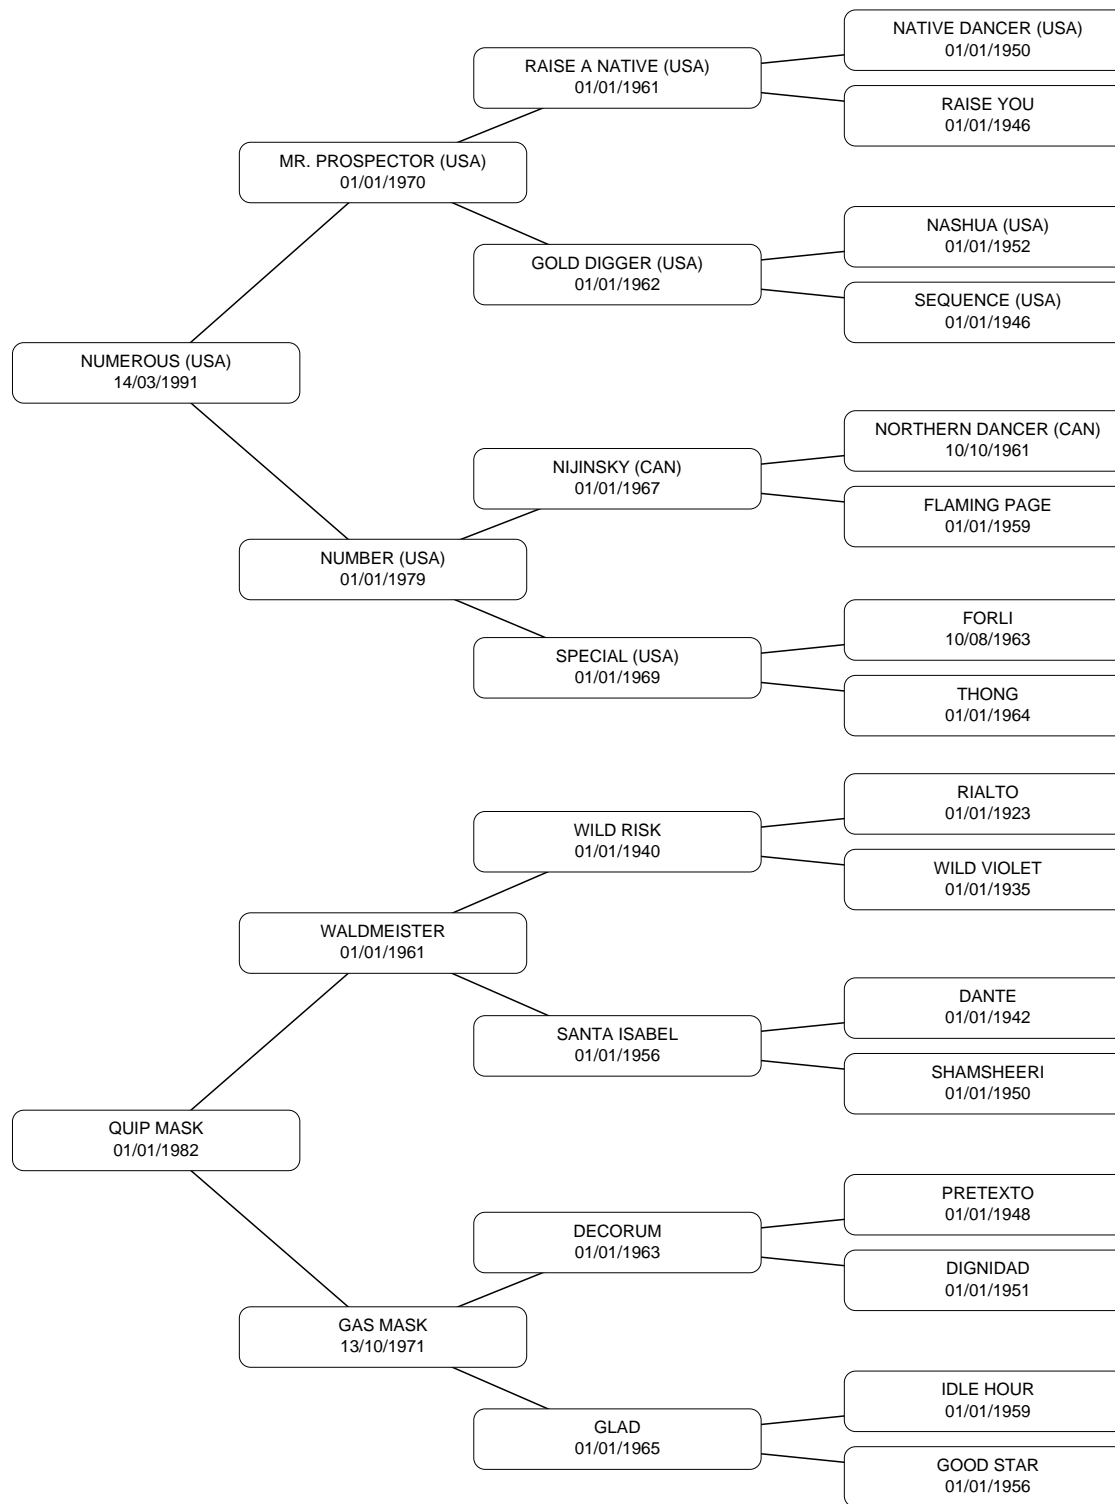 NATIVE DANCER (USA)
01/01/1950
RAISE A NATIVE (USA)
01/01/1961
RAISE YOU
01/01/1946
MR. PROSPECTOR (USA)
01/01/1970
NASHUA (USA)
01/01/1952
GOLD DIGGER (USA)
01/01/1962
SEQUENCE (USA)
01/01/1946
NUMEROUS (USA)
14/03/1991
NORTHERN DANCER (CAN)
10/10/1961
NIJINSKY (CAN)
01/01/1967
FLAMING PAGE
01/01/1959
NUMBER (USA)
01/01/1979
FORLI
10/08/1963
SPECIAL (USA)
01/01/1969
THONG
01/01/1964
RIALTO
01/01/1923
WILD RISK
01/01/1940
WILD VIOLET
01/01/1935
WALDMEISTER
01/01/1961
DANTE
01/01/1942
SANTA ISABEL
01/01/1956
SHAMSHEERI
01/01/1950
QUIP MASK
01/01/1982
PRETEXTO
01/01/1948
DECORUM
01/01/1963
DIGNIDAD
01/01/1951
GAS MASK
13/10/1971
IDLE HOUR
01/01/1959
GLAD
01/01/1965
GOOD STAR
01/01/1956